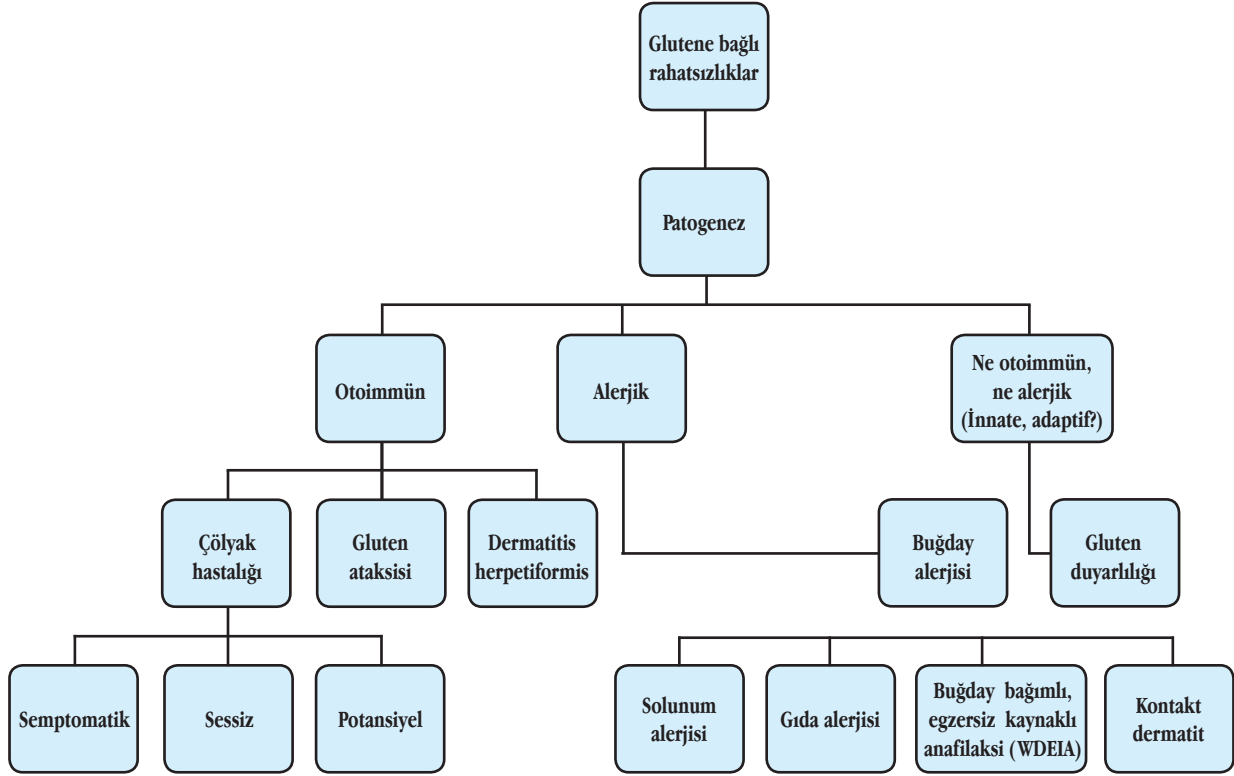 Glutene bağlı
rahatsızlıklar
Patogenez
Otoimmün
Alerjik
Ne otoimmün,
ne alerjik
(İnnate, adaptif?)
Çölyak
hastalığı
Gluten
ataksisi
Dermatitis
herpetiformis
Buğday
alerjisi
Gluten
duyarlılığı
Semptomatik
Sessiz
Potansiyel
Solunum
alerjisi
Gıda alerjisi
Buğday bağımlı,
egzersiz kaynaklı
anafilaksi (WDEIA)
Kontakt
dermatit